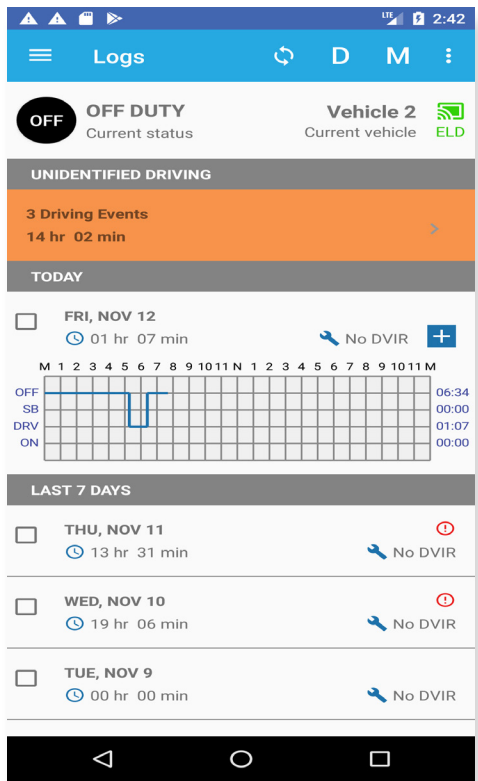 LTE 2:42
Logs D M
OFF OFF DUTY Vehicle 2
Current status Current vehicle ELD
UNIDENTIFIED DRIVING
3 Driving Events
14 hr 02 min
TODAY
FRI, NOV 12
01 hr 07 min No DVIR
M 1 2 3 4 5 6 7 8 9 10 11 N 1 2 3 4 5 6 7 8 9 10 11 M
OFF 06:34
SB 00:00
DRV 01:07
ON 00:00
LAST 7 DAYS
THU, NOV 11
13 hr 31 min No DVIR
WED, NOV 10
19 hr 06 min No DVIR
TUE, NOV 9
00 hr 00 min No DVIR